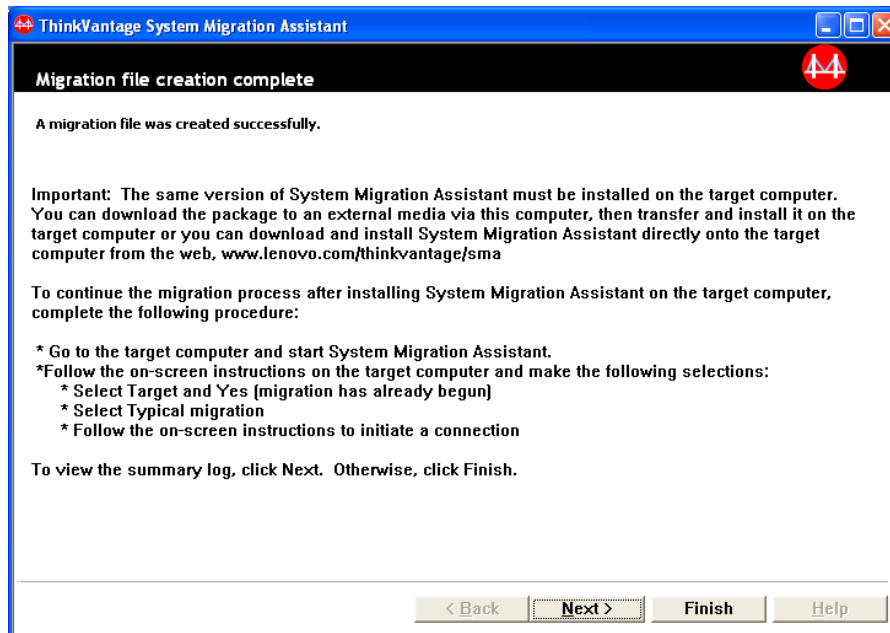 ThinkVantage System Migration Assistant
Migration file creation complete
A migration file was created successfully.
Important:  The same version of System Migration Assistant must be installed on the target computer.
You can download the package to an external media via this computer, then transfer and install it on the
target computer or you can download and install System Migration Assistant directly onto the target
computer from the web, www.lenovo.com/thinkvantage/sma
To continue the migration process after installing System Migration Assistant on the target computer,
complete the following procedure:
* Go to the target computer and start System Migration Assistant.
*Follow the on-screen instructions on the target computer and make the following selections:
* Select Target and Yes (migration has already begun)
* Select Typical migration
* Follow the on-screen instructions to initiate a connection
To view the summary log, click Next.  Otherwise, click Finish.
< Back
Next >
Finish
Help